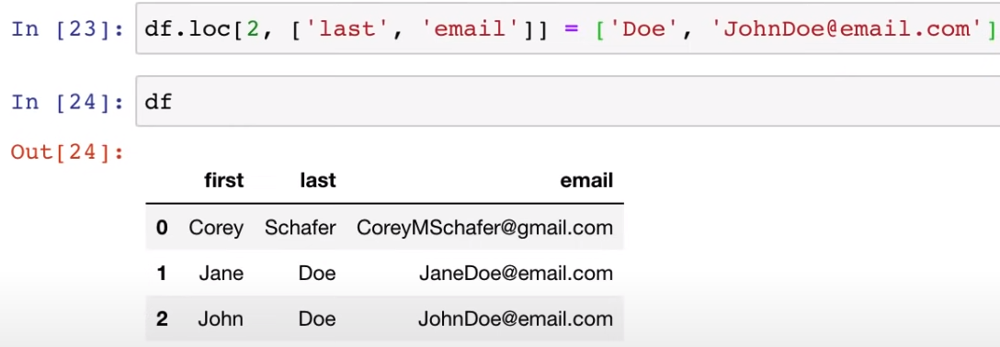 In [23]: df.loc[2, ['last', 'email']] = ['Doe', 'JohnDoe@email.com']
In [24]: df
Out[24]:
first last email
0 Corey Schafer CoreyMSchafer@gmail.com
1 Jane Doe JaneDoe@email.com
2 John Doe JohnDoe@email.com